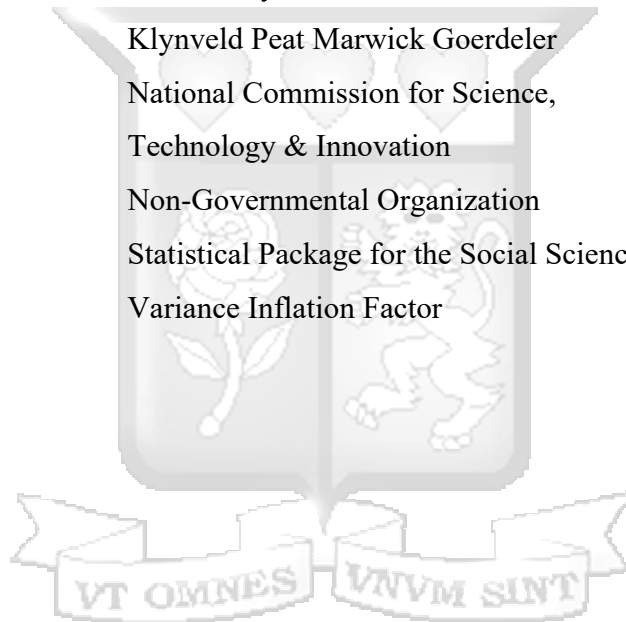 Klynveld Peat Marwick Goerdeler
National Commission for Science,
Technology & Innovation
Non-Governmental Organization
Statistical Package for the Social Scienc
Variance Inflation Factor
VT OMNES VNVM SINT